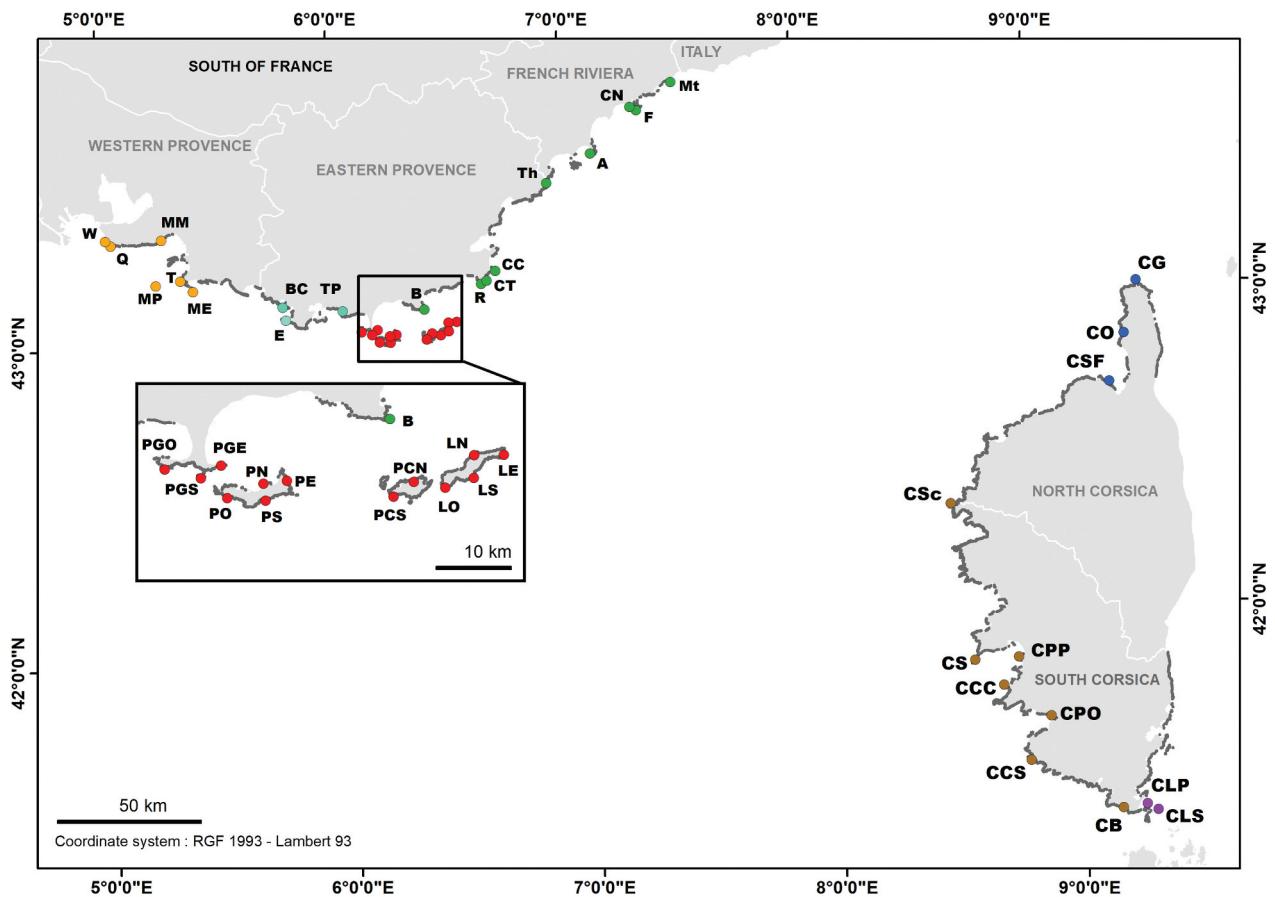 5°0'0"E
6°0'0"E
7°0'0"E
8°0'0"E
9°0'0"E
ITALY
SOUTH OF FRANCE
FRENCH RIVIERA
Mt
CN
F
WESTERN PROVENCE
EASTERN PROVENCE
A
Th
MM
W
Q
CC
CT
R
T
MP
ME
BC
TP
B
E
43°0'0"N
43°0'0"N
CG
CO
CSF
B
PGO
PGE
LN
LE
PN
PE
PCN
PGS
LS
PO
PS
PCS
LO
10 km
CSc
NORTH CORSICA
42°0'0"N
42°0'0"N
CS
CPP
CCC
SOUTH CORSICA
CPO
CCS
CLP
CLS
CB
50 km
Coordinate system : RGF 1993 - Lambert 93
5°0'0"E
6°0'0"E
7°0'0"E
8°0'0"E
9°0'0"E